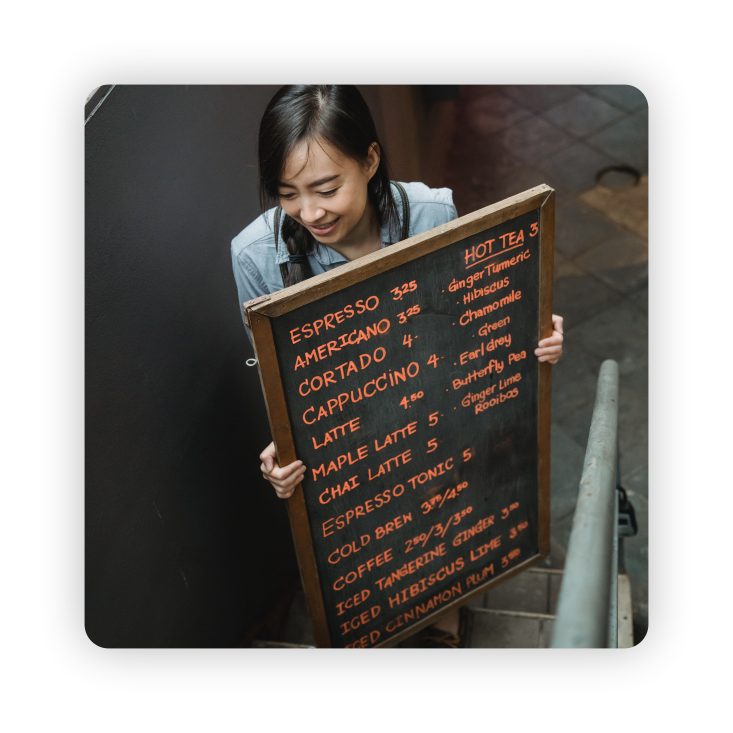 ESPRESSO 3.25
AMERICANO 3.25
CORTADO 4-
CAPPUCCINO 4-
LATTE 4.50
MAPLE LATTE 5-
CHAI LATTE 5
ESPRESSO TONIC 5
COLD BREW 3.75/4.50
COFFEE 2.50/3/3.50
ICED TANGERINE GINGER 3.50
ICED HIBISCUS LIME 3.50
ICED CINNAMON PLUM 3.50
HOT TEA 3
· Ginger Turmeric
· Hibiscus
· Chamomile
· Green
· Earl Grey
· Butterfly Pea
· Ginger Lime
Rooibos